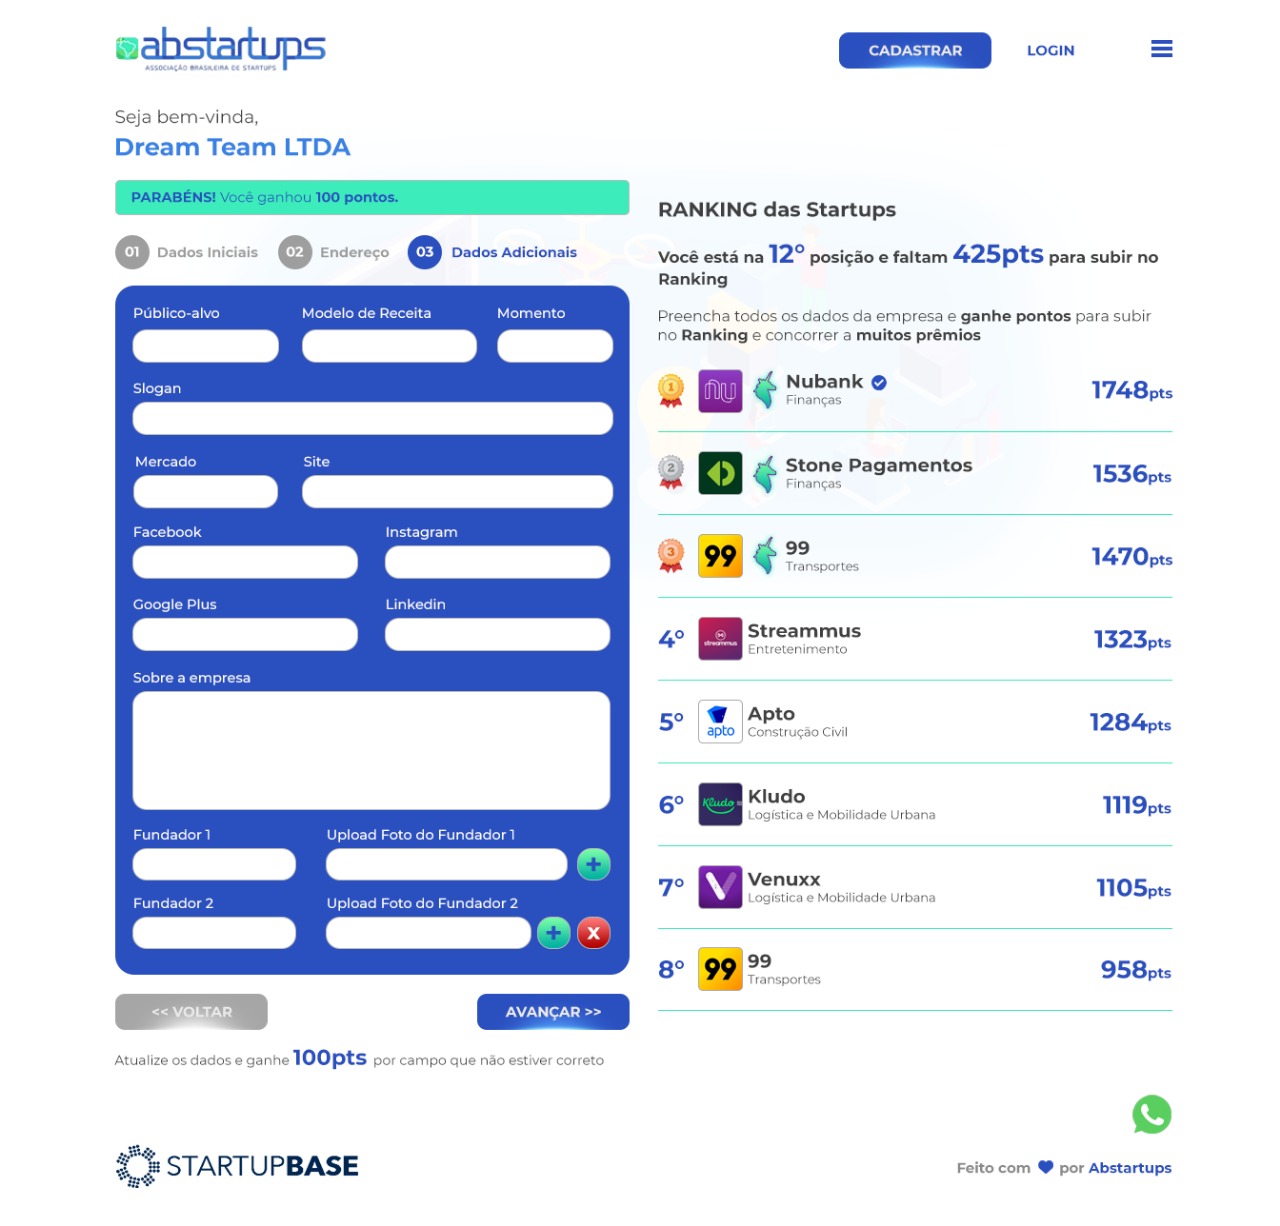 abstartups
ASSOCIAÇÃO BRASILEIRA DE STARTUPS
CADASTRAR
LOGIN
Seja bem-vinda,
Dream Team LTDA
PARABÉNS! Você ganhou 100 pontos.
01 Dados Iniciais 02 Endereço 03 Dados Adicionais
Público-alvo Modelo de Receita Momento
Slogan
Mercado Site
Facebook Instagram
Google Plus Linkedin
Sobre a empresa
Fundador 1 Upload Foto do Fundador 1
+
Fundador 2 Upload Foto do Fundador 2
+ X
<< VOLTAR AVANÇAR >>
Atualize os dados e ganhe 100pts por campo que não estiver correto
RANKING das Startups
Você está na 12° posição e faltam 425pts para subir no
Ranking
Preencha todos os dados da empresa e ganhe pontos para subir
no Ranking e concorrer a muitos prêmios
1 nu Nubank 1748pts
Finanças
2 Stone Pagamentos 1536pts
Finanças
3 99 99 1470pts
Transportes
4° streammus Streammus 1323pts
Entretenimento
5° apto Apto 1284pts
Construção Civil
6° Kludo Kludo 1119pts
Logística e Mobilidade Urbana
7° Venuxx 1105pts
Logística e Mobilidade Urbana
8° 99 99 958pts
Transportes
STARTUPBASE
Feito com por Abstartups